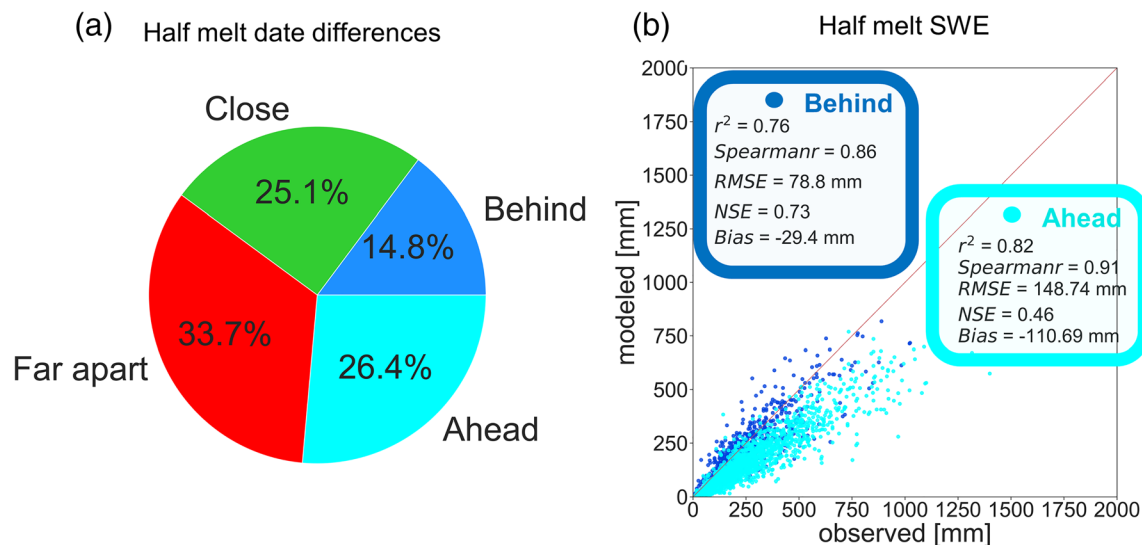 (a) Half melt date differences
Close
25.1%
Behind
14.8%
33.7%
Far apart
26.4%
Ahead
(b) Half melt SWE
modeled [mm]
2000
1750
1500
1250
1000
750
500
250
0
Behind
r² = 0.76
Spearmanr = 0.86
RMSE = 78.8 mm
NSE = 0.73
Bias = -29.4 mm
Ahead
r² = 0.82
Spearmanr = 0.91
RMSE = 148.74 mm
NSE = 0.46
Bias = -110.69 mm
0 250 500 750 1000 1250 1500 1750 2000
observed [mm]